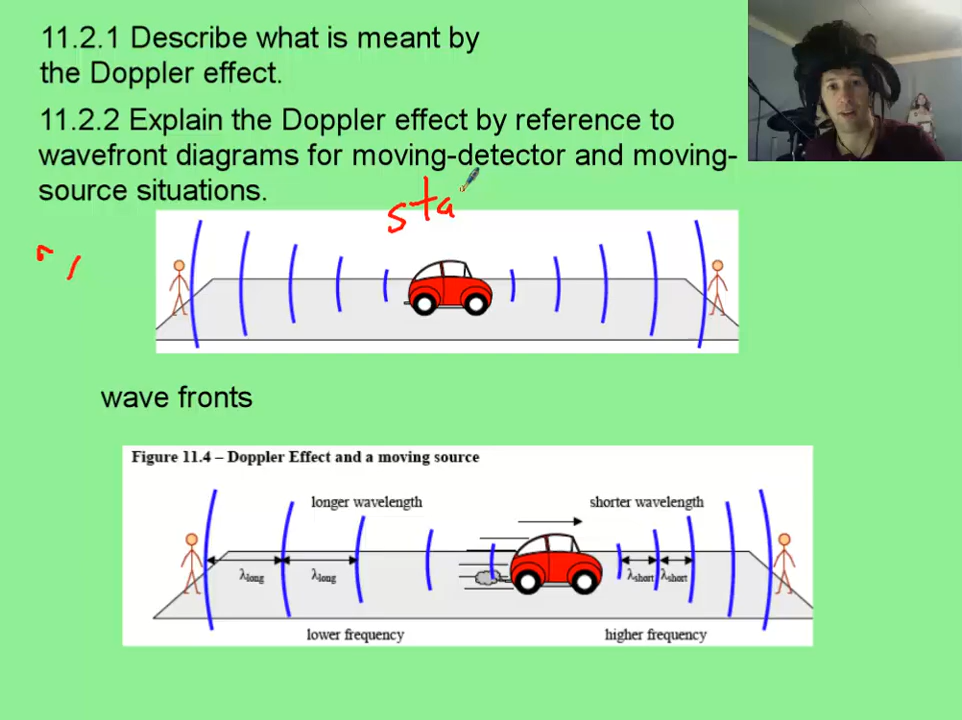 11.2.1 Describe what is meant by
the Doppler effect.
11.2.2 Explain the Doppler effect by reference to
wavefront diagrams for moving-detector and moving-
source situations.
sta
wave fronts
Figure 11.4 – Doppler Effect and a moving source
longer wavelength shorter wavelength
λlong λlong λshort λshort
lower frequency higher frequency